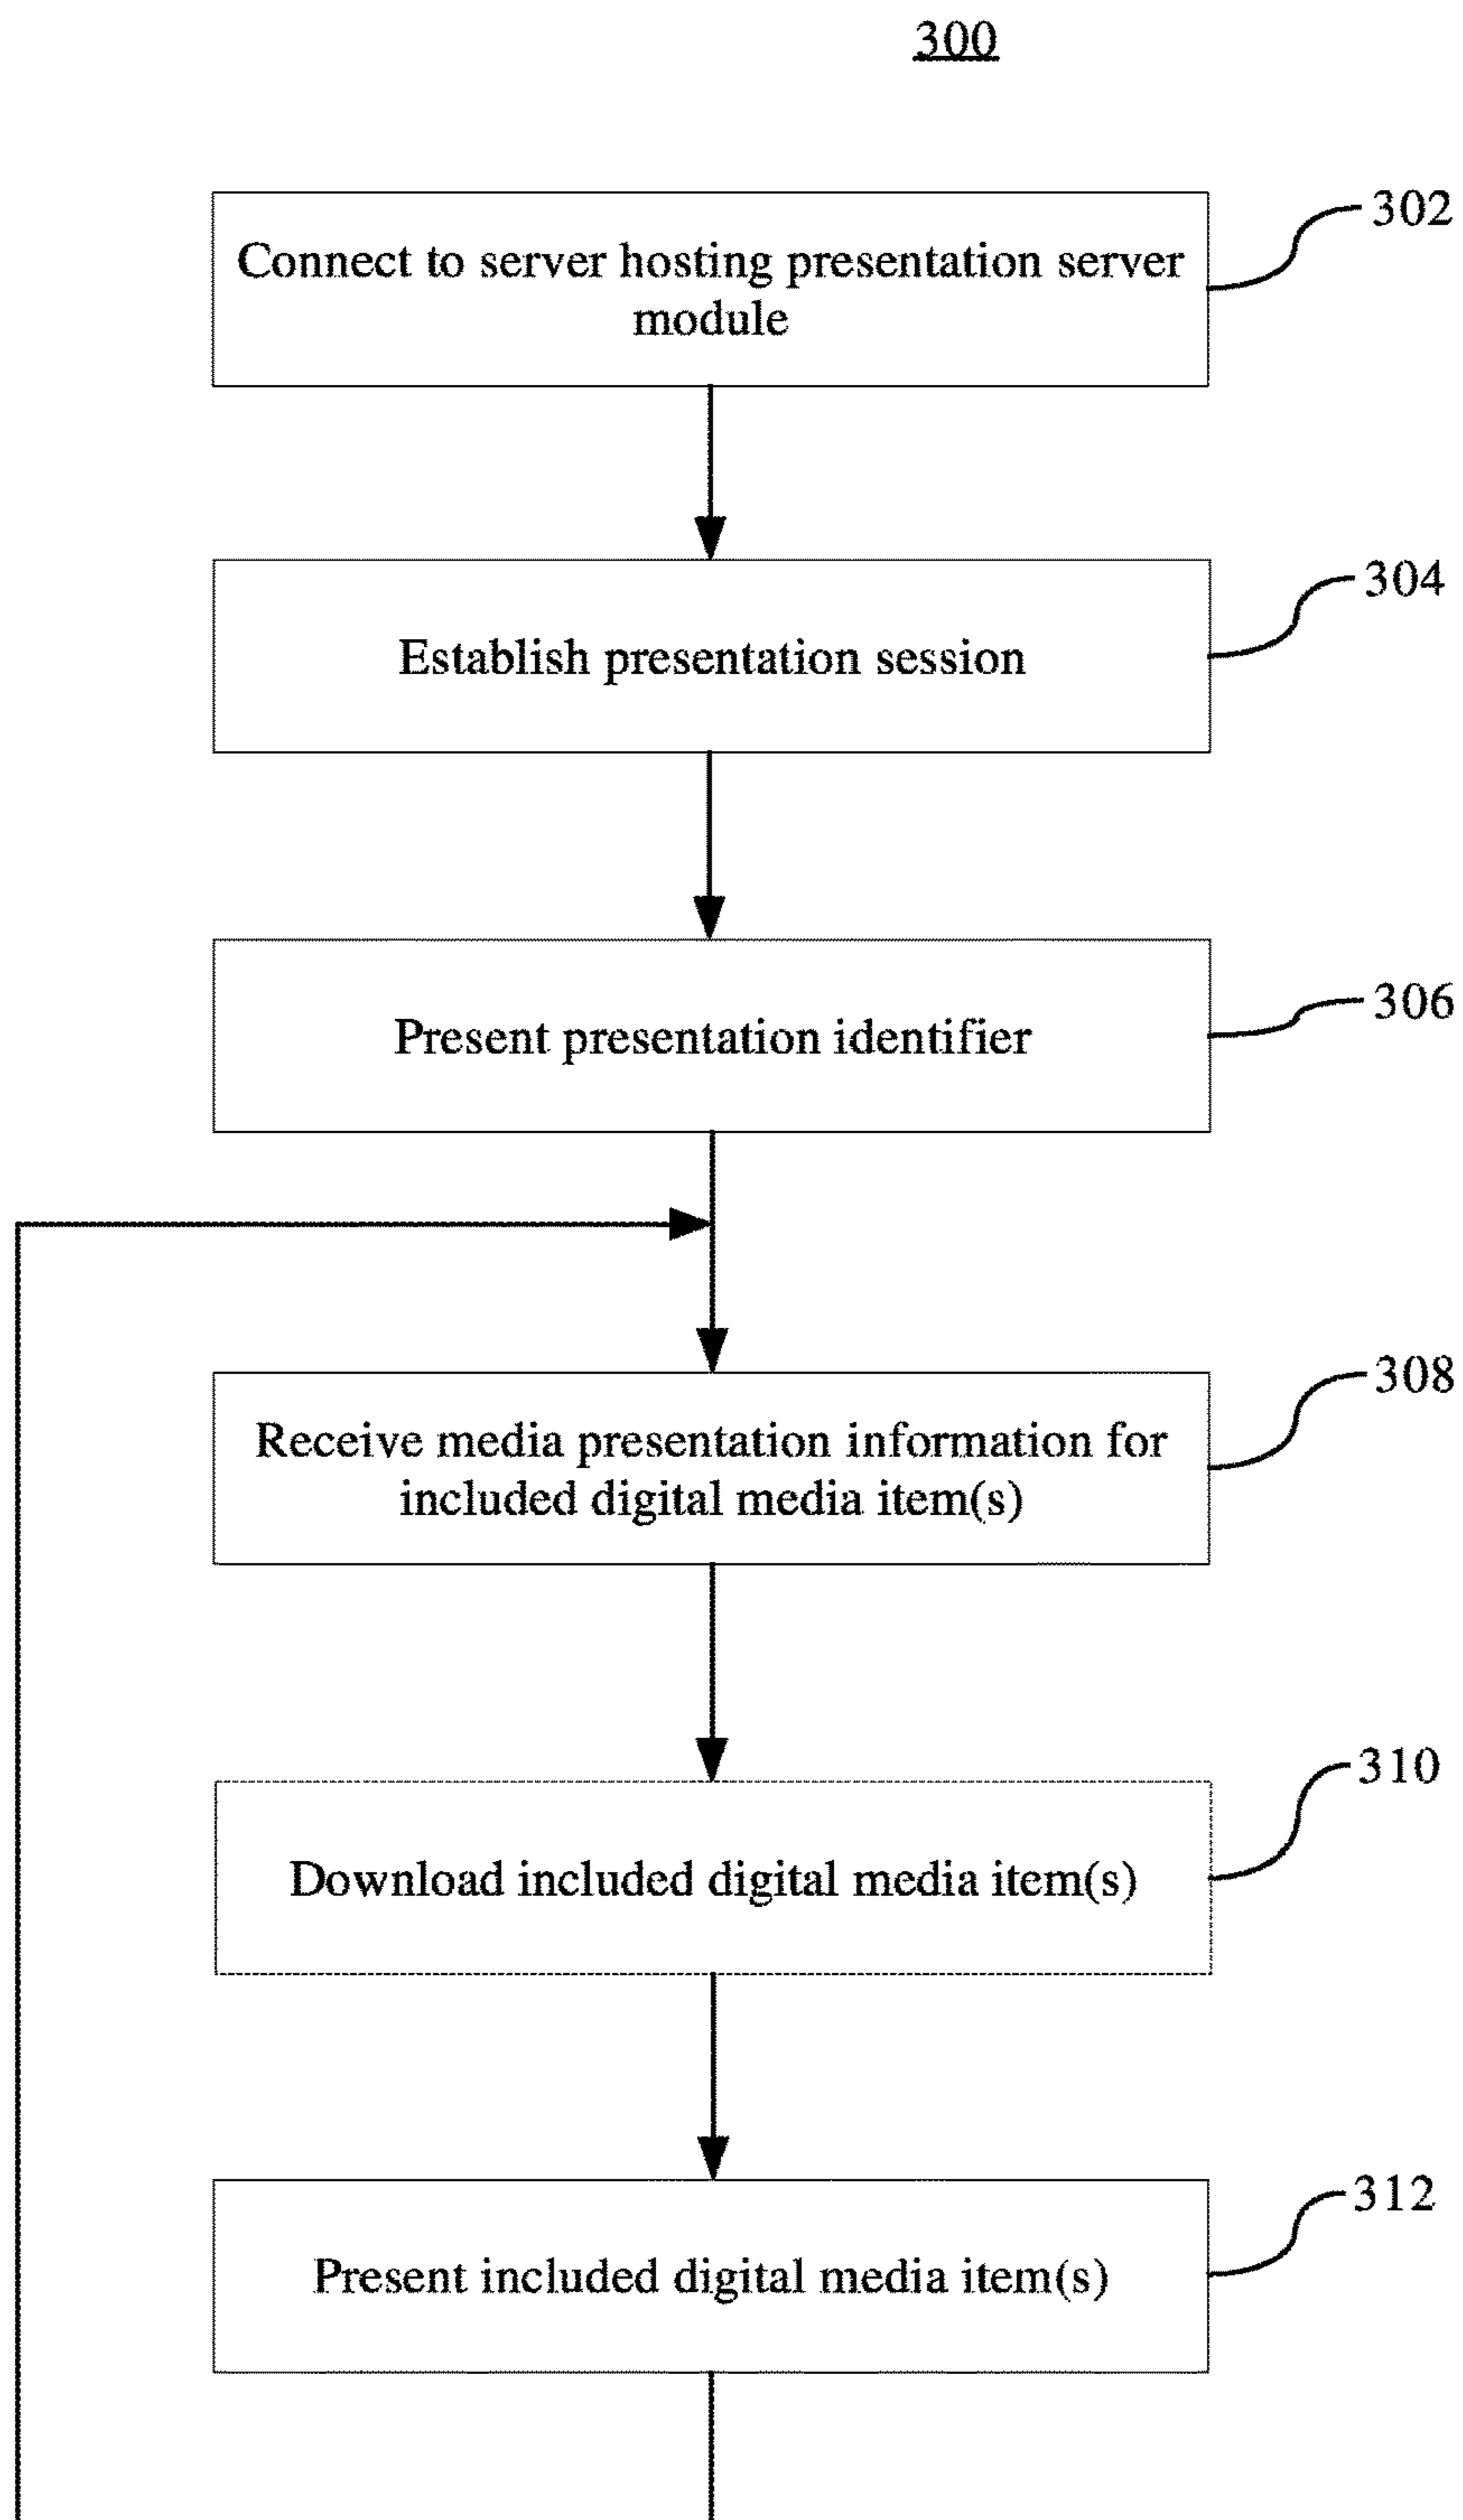 300
302
Connect to server hosting presentation server
module
304
Establish presentation session
306
Present presentation identifier
308
Receive media presentation information for
included digital media item(s)
310
Download included digital media item(s)
312
Present included digital media item(s)